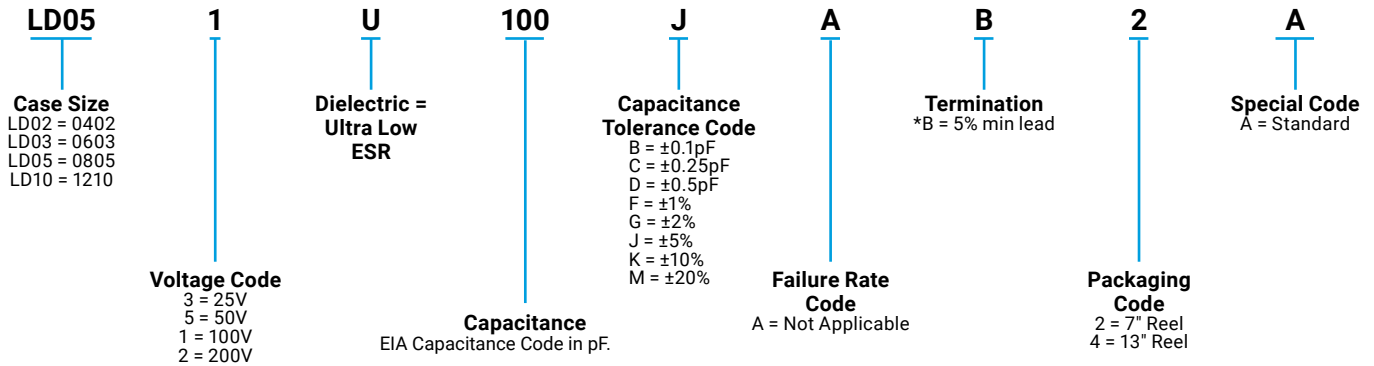 LD05 1 U 100 J A B 2 A
Case Size
LD02 = 0402
LD03 = 0603
LD05 = 0805
LD10 = 1210
Voltage Code
3 = 25V
5 = 50V
1 = 100V
2 = 200V
Dielectric =
Ultra Low
ESR
Capacitance
EIA Capacitance Code in pF.
Capacitance
Tolerance Code
B = ±0.1pF
C = ±0.25pF
D = ±0.5pF
F = ±1%
G = ±2%
J = ±5%
K = ±10%
M = ±20%
Failure Rate
Code
A = Not Applicable
Termination
*B = 5% min lead
Packaging
Code
2 = 7" Reel
4 = 13" Reel
Special Code
A = Standard